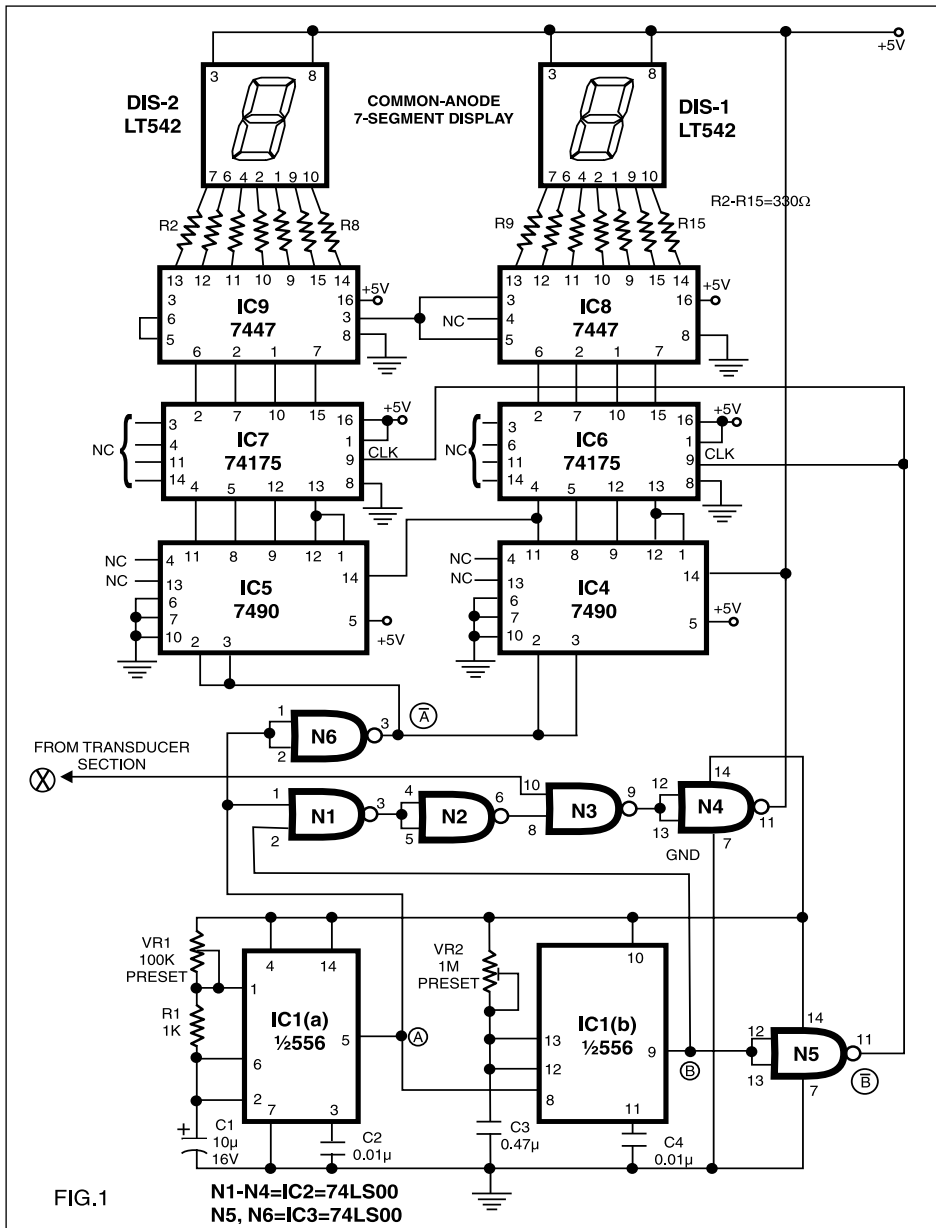 +5V
3 8 3 8
DIS-2
LT542
COMMON-ANODE
7-SEGMENT DISPLAY
DIS-1
LT542
7 6 4 2 1 9 10 7 6 4 2 1 9 10
R2-R15=330Ω
R2 R8 R9 R15
13 12 11 10 9 15 14 13 12 11 10 9 15 14
3 6 5 IC9 7447 16 3 8 +5V
NC 3 4 5 IC8 7447 16 8 +5V
6 2 1 7 6 2 1 7
2 7 10 15 2 7 10 15
NC 3 4 11 14 IC7 74175 16 1 9 8 +5V CLK
NC 3 6 11 14 IC6 74175 16 1 9 8 +5V CLK
4 5 12 13 4 5 12 13
11 8 9 12 1 11 8 9 12 1
NC 4 NC 13 6 7 10 IC5 7490 14 5 +5V
NC 4 NC 13 6 7 10 IC4 7490 14 5 +5V
2 3 2 3
1 2 N6 3 A̅
FROM TRANSDUCER
SECTION
X
1 2 N1 3 4 5 N2 6 10 8 N3 9 12 13 N4 14 11 7
GND
VR1
100K
PRESET
R1
1K
4 14 1 6 2 7 3 5
IC1(a)
½556
A
C1
10µ
16V
+
C2
0.01µ
VR2
1M
PRESET
10 13 12 8 11 9
IC1(b)
½556
B
C3
0.47µ
C4
0.01µ
12 13 N5 14 11 7 B̅
FIG.1
N1-N4=IC2=74LS00
N5, N6=IC3=74LS00